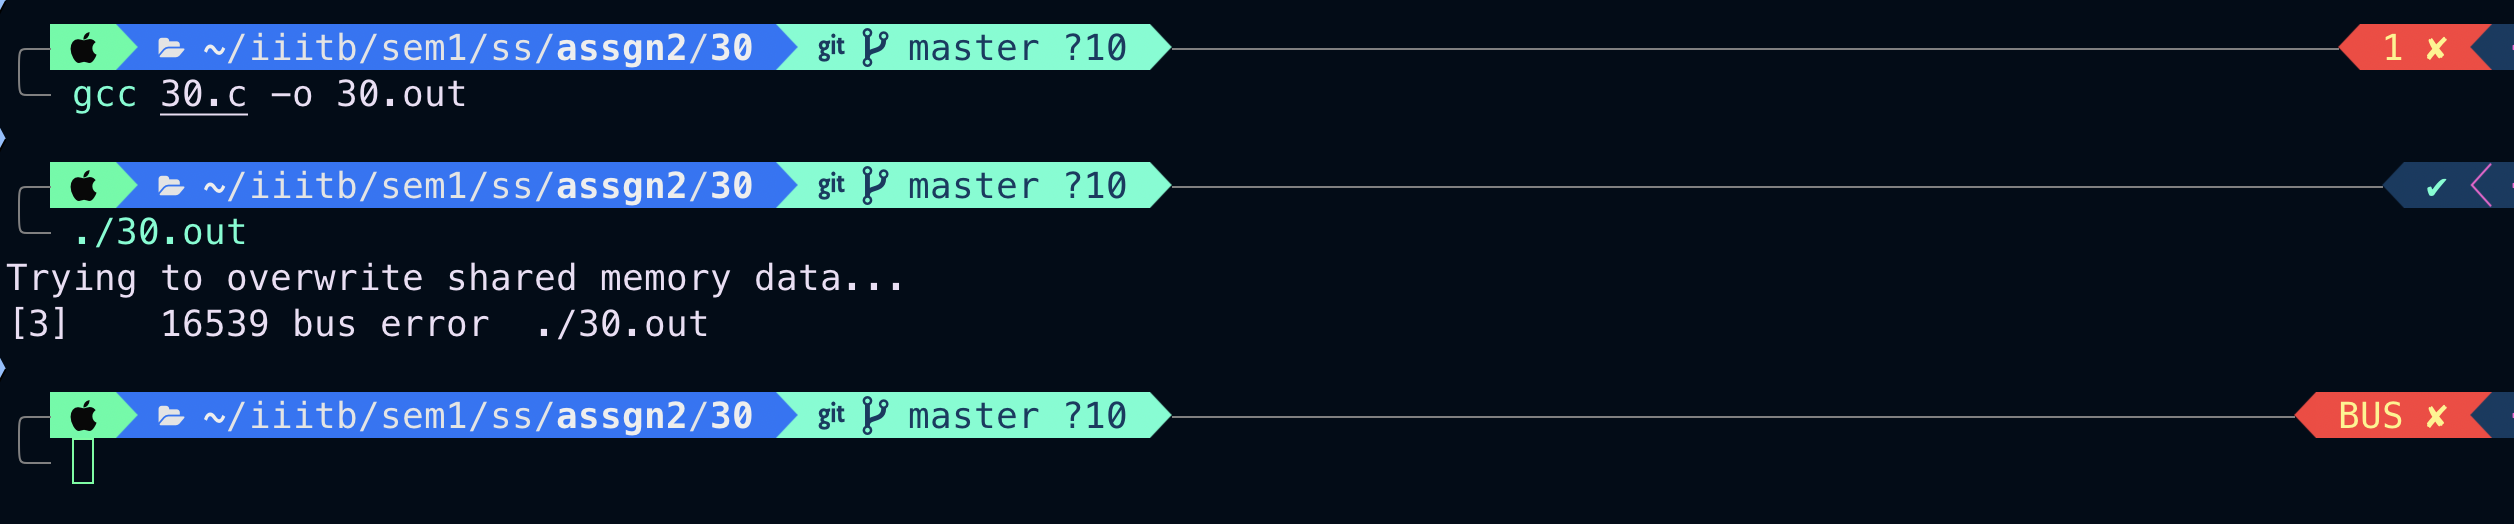 ~/iiitb/sem1/ss/assgn2/30 git master ?10 1 ✘
gcc 30.c -o 30.out
~/iiitb/sem1/ss/assgn2/30 git master ?10 ✔
./30.out
Trying to overwrite shared memory data...
[3] 16539 bus error ./30.out
~/iiitb/sem1/ss/assgn2/30 git master ?10 BUS ✘